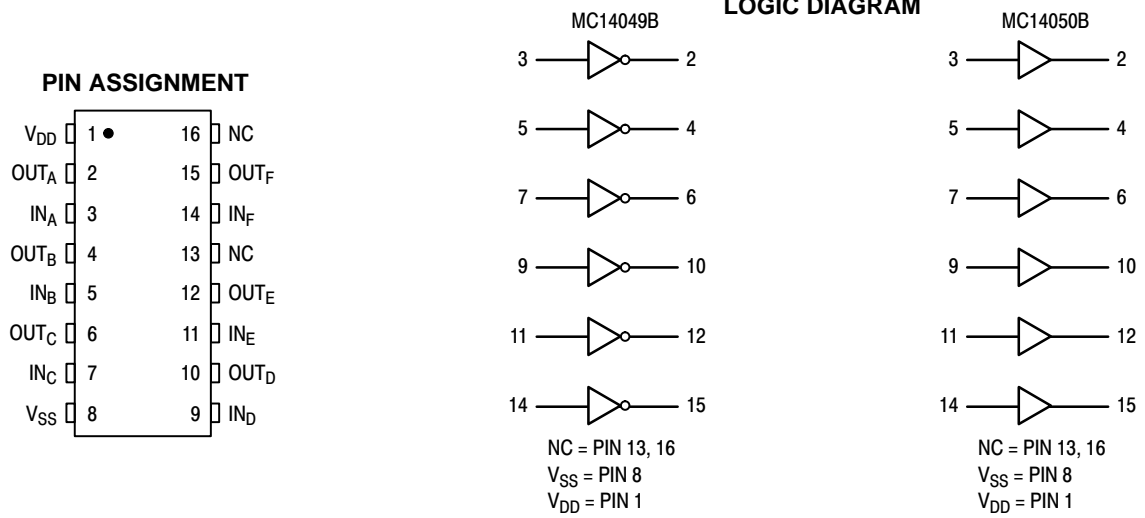 LOGIC DIAGRAM
PIN ASSIGNMENT
VDD 1 16 NC
OUTA 2 15 OUTF
INA 3 14 INF
OUTB 4 13 NC
INB 5 12 OUTE
OUTC 6 11 INE
INC 7 10 OUTD
VSS 8 9 IND
MC14049B
3 2
5 4
7 6
9 10
11 12
14 15
NC = PIN 13, 16
VSS = PIN 8
VDD = PIN 1
MC14050B
3 2
5 4
7 6
9 10
11 12
14 15
NC = PIN 13, 16
VSS = PIN 8
VDD = PIN 1